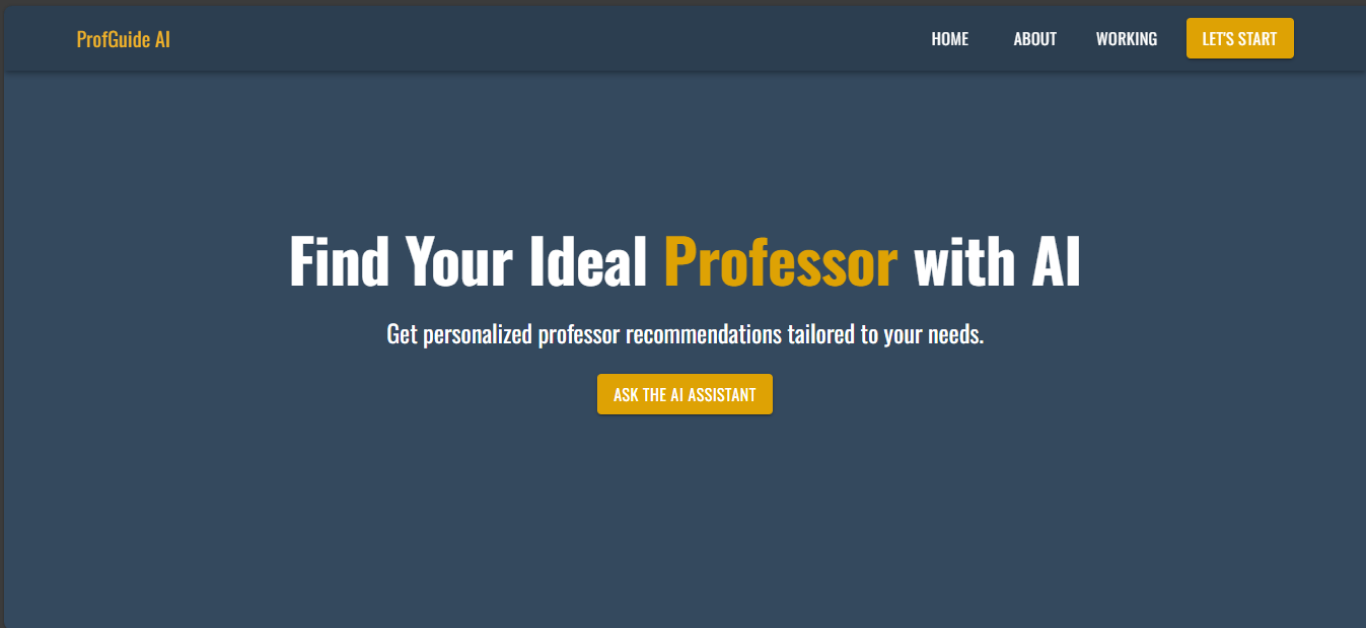 ProfGuide AI
HOME ABOUT WORKING LET'S START
Find Your Ideal Professor with AI
Get personalized professor recommendations tailored to your needs.
ASK THE AI ASSISTANT